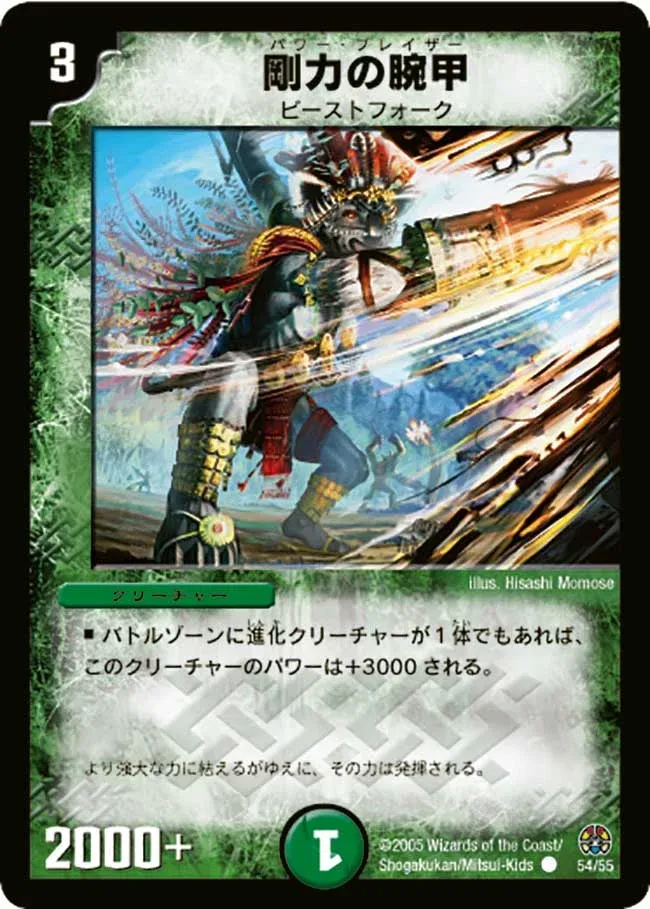 3
パワー・ブレイザー
剛力の腕甲
ビーストフォーク
illus. Hisashi Momose
クリーチャー
■ バトルゾーンに進化クリーチャーが1体でもあれば、
このクリーチャーのパワーは+3000 される。
より強大な力に結えるがゆえに、その力は発揮される。
2000+
1
©2005 Wizards of the Coast/
Shogakukan/Mitsui-Kids
54/55